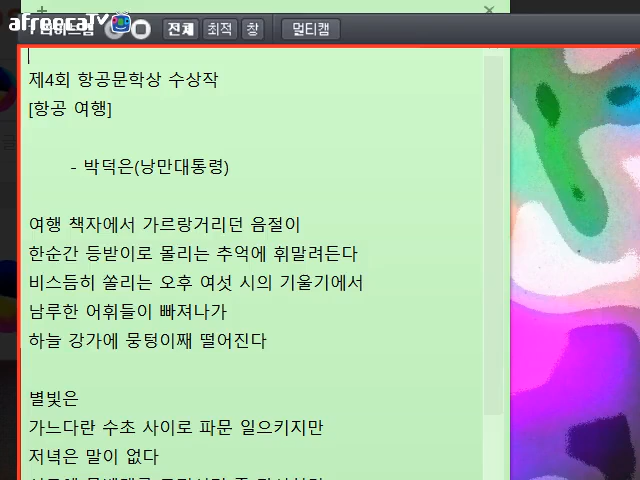 afreecaTV
전체 최적 창 멀티캠
제4회 항공문학상 수상작
[항공 여행]
- 박덕은(낭만대통령)
여행 책자에서 가르랑거리던 음절이
한순간 등받이로 몰리는 추억에 휘말려든다
비스듬히 쏠리는 오후 여섯 시의 기울기에서
남루한 어휘들이 빠져나가
하늘 강가에 뭉텅이째 떨어진다
별빛은
가느다란 수초 사이로 파문 일으키지만
저녁은 말이 없다